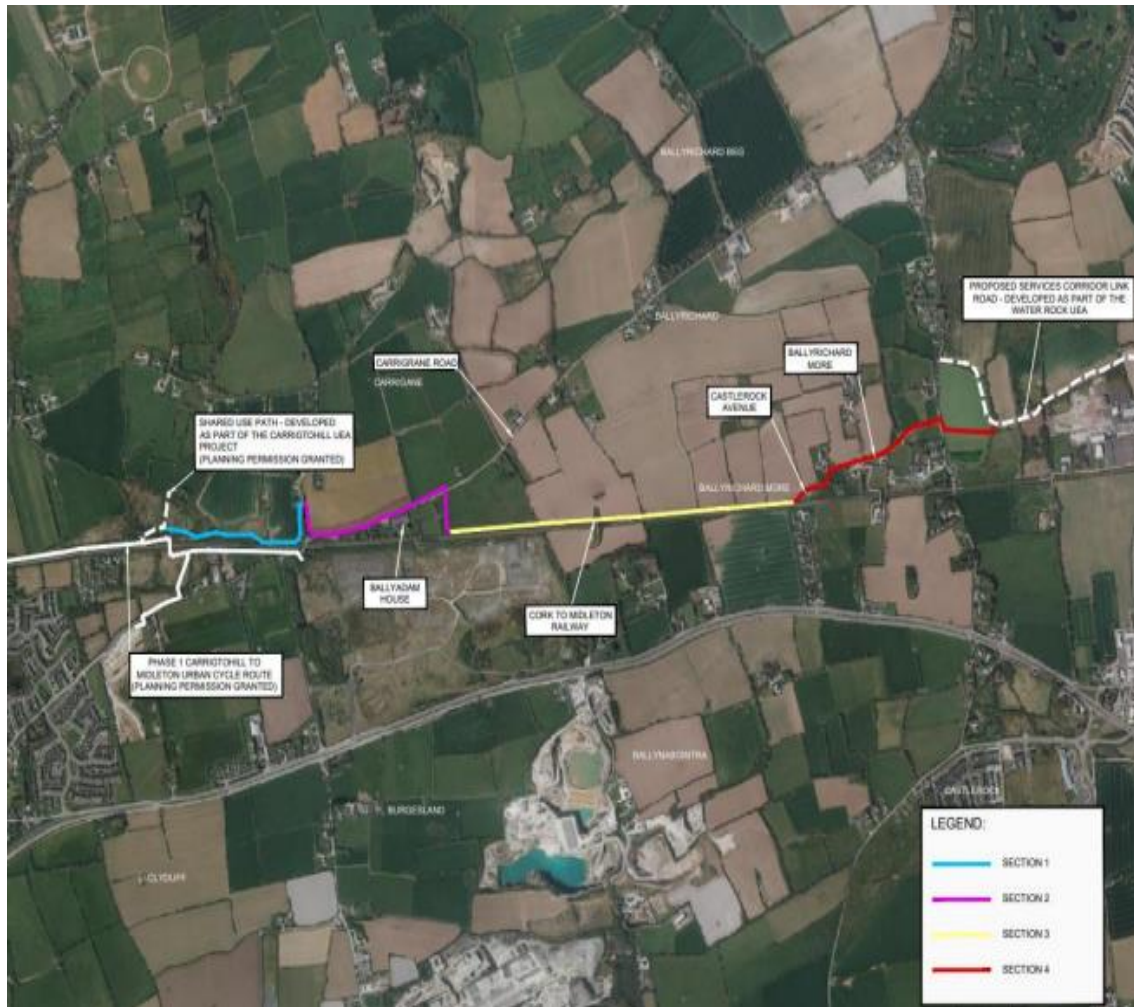 BALLYRICHARD BEG
PROPOSED SERVICES CORRIDOR LINK
ROAD - DEVELOPED AS PART OF THE
WATER ROCK UEA
BALLYRICHARD
BALLYRICHARD
MORE
CARRIGRANE ROAD
CARRIGANE
CASTLEROCK
AVENUE
SHARED USE PATH - DEVELOPED
AS PART OF THE CARRIGTOHILL UEA
PROJECT
(PLANNING PERMISSION GRANTED)
BALLYRICHARD MORE
BALLYADAM
HOUSE
CORK TO MIDLETON
RAILWAY
PHASE 1 CARRIGTOHILL TO
MIDLETON URBAN CYCLE ROUTE
(PLANNING PERMISSION GRANTED)
BURGESLAND
CASTLEROCK
CLYDUFF
LEGEND:
SECTION 1
SECTION 2
SECTION 3
SECTION 4